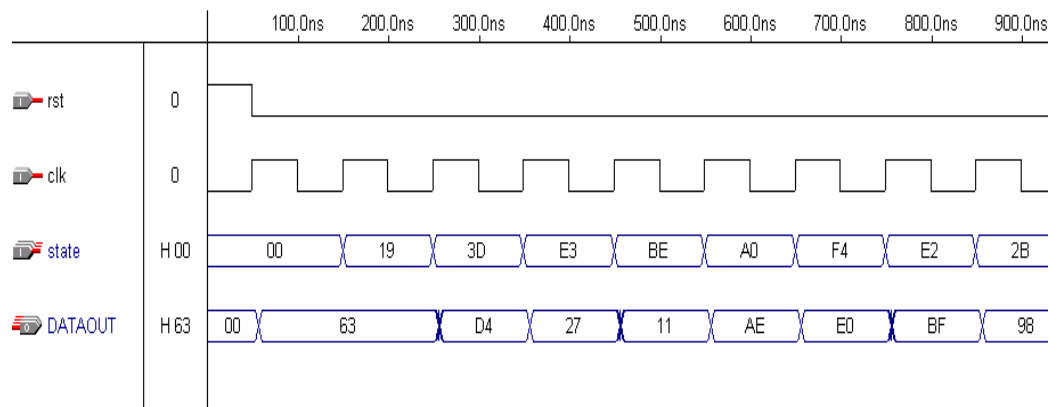 100.0ns 200.0ns 300.0ns 400.0ns 500.0ns 600.0ns 700.0ns 800.0ns 900.0ns
rst 0
clk 0
state H 00 00 19 3D E3 BE A0 F4 E2 2B
DATAOUT H 63 00 63 D4 27 11 AE E0 BF 98